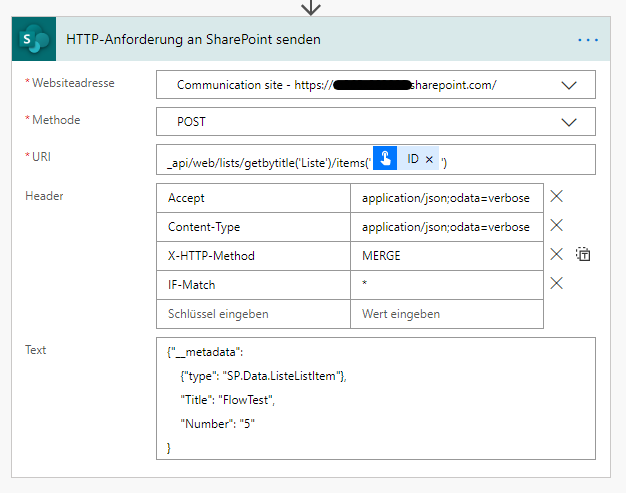 HTTP-Anforderung an SharePoint senden
* Websiteadresse Communication site - https:// sharepoint.com/
* Methode POST
* URI _api/web/lists/getbytitle('Liste')/items(' ID × ')
Header Accept application/json;odata=verbose
Content-Type application/json;odata=verbose
X-HTTP-Method MERGE
IF-Match *
Schlüssel eingeben Wert eingeben
Text {"__metadata":
{"type": "SP.Data.ListeListItem"},
"Title": "FlowTest",
"Number": "5"
}